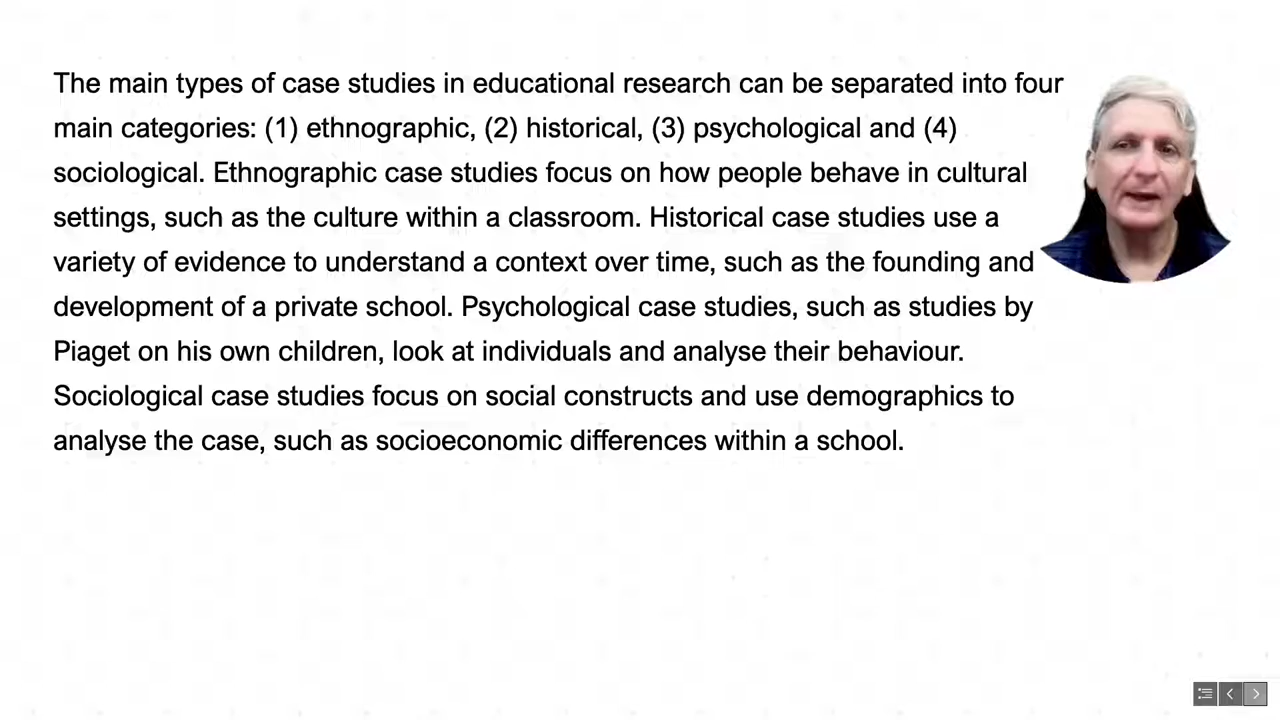 The main types of case studies in educational research can be separated into four
main categories: (1) ethnographic, (2) historical, (3) psychological and (4)
sociological. Ethnographic case studies focus on how people behave in cultural
settings, such as the culture within a classroom. Historical case studies use a
variety of evidence to understand a context over time, such as the founding and
development of a private school. Psychological case studies, such as studies by
Piaget on his own children, look at individuals and analyse their behaviour.
Sociological case studies focus on social constructs and use demographics to
analyse the case, such as socioeconomic differences within a school.